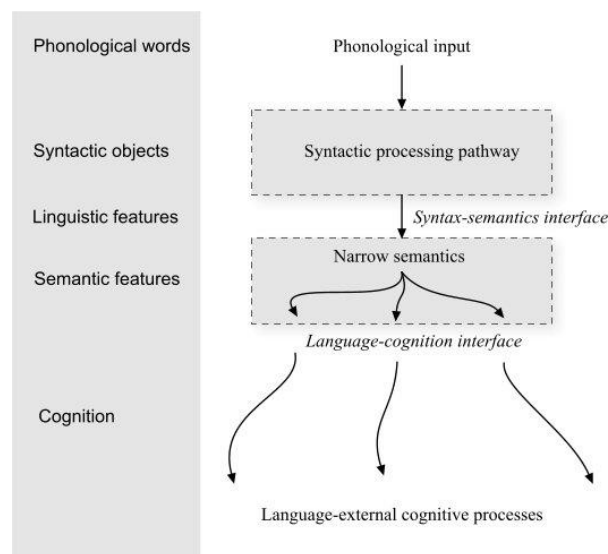 Phonological words
Phonological input
Syntactic objects
Syntactic processing pathway
Linguistic features
Syntax-semantics interface
Narrow semantics
Semantic features
Language-cognition interface
Cognition
Language-external cognitive processes